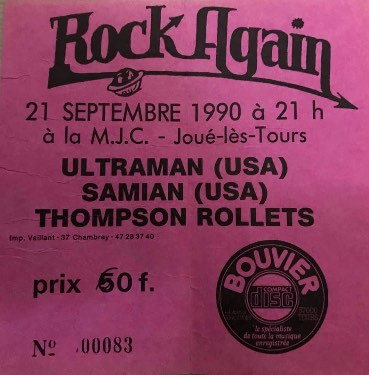 Rock Again
21 SEPTEMBRE 1990 à 21 h
à la M.J.C. - Joué-lès-Tours
ULTRAMAN (USA)
SAMIAN (USA)
THOMPSON ROLLETS
Imp. Vaillant - 37 Chambray - 47 28 37 40
prix 60 f.
BOUVIER
COMPACT
disc
le spécialiste
de toute la musique
enregistrée
Nº 00083